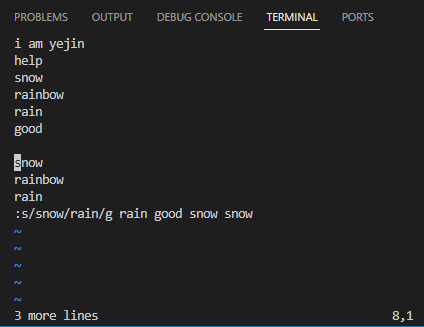 PROBLEMS OUTPUT DEBUG CONSOLE TERMINAL PORTS
i am yejin
help
snow
rainbow
rain
good
snow
rainbow
rain
:s/snow/rain/g rain good snow snow
~
~
~
~
~
3 more lines 8,1